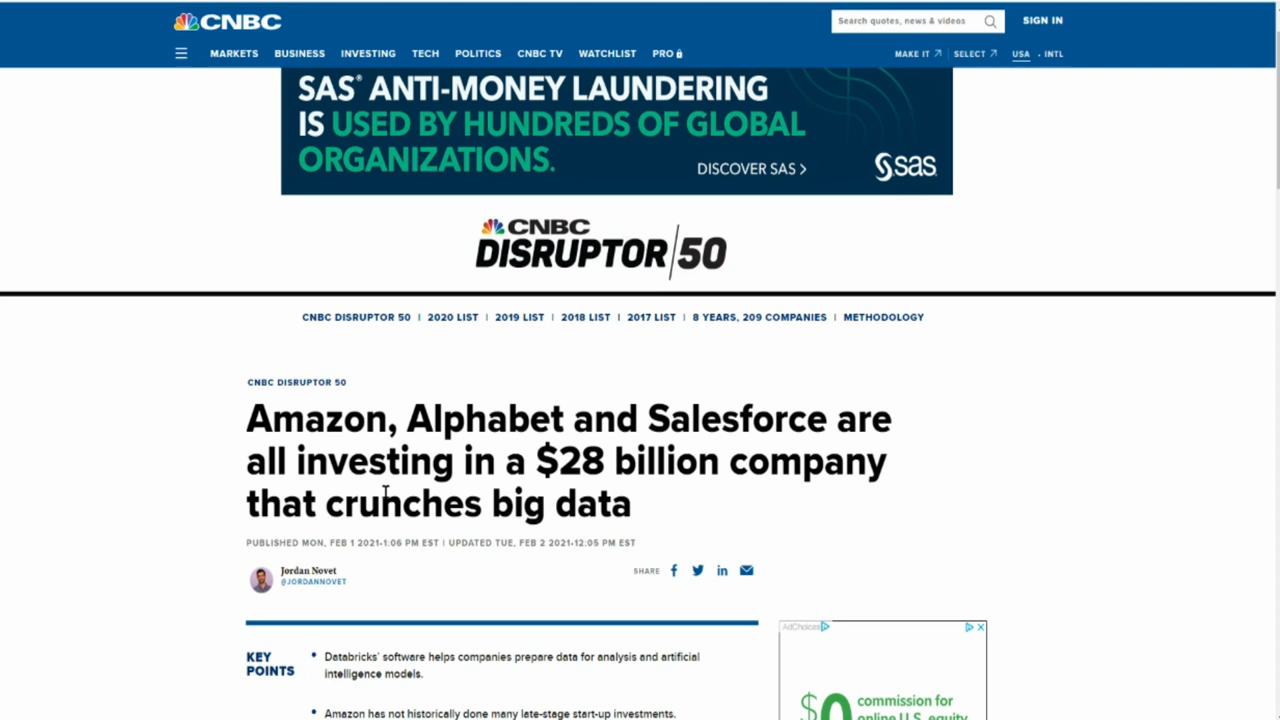 CNBC
Search quotes, news & videos
SIGN IN
MARKETS BUSINESS INVESTING TECH POLITICS CNBC TV WATCHLIST PRO
MAKE IT SELECT USA · INTL
SAS® ANTI-MONEY LAUNDERING
IS USED BY HUNDREDS OF GLOBAL
ORGANIZATIONS.
DISCOVER SAS >
sas
CNBC
DISRUPTOR/50
CNBC DISRUPTOR 50 | 2020 LIST | 2019 LIST | 2018 LIST | 2017 LIST | 8 YEARS, 209 COMPANIES | METHODOLOGY
CNBC DISRUPTOR 50
Amazon, Alphabet and Salesforce are
all investing in a $28 billion company
that crunches big data
PUBLISHED MON, FEB 1 2021•1:06 PM EST | UPDATED TUE, FEB 2 2021•12:05 PM EST
Jordan Novet
@JORDANNOVET
SHARE
KEY
POINTS
• Databricks' software helps companies prepare data for analysis and artificial
intelligence models.
• Amazon has not historically done many late-stage start-up investments.
AdChoices
$0
commission for
online U.S. equity